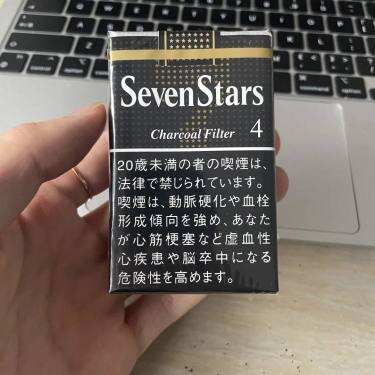 SevenStars
Charcoal Filter 4
20歳未満の者の喫煙は、
法律で禁じられています。
喫煙は、動脈硬化や血栓
形成傾向を強め、あなた
が心筋梗塞など虚血性
心疾患や脳卒中になる
危険性を高めます。